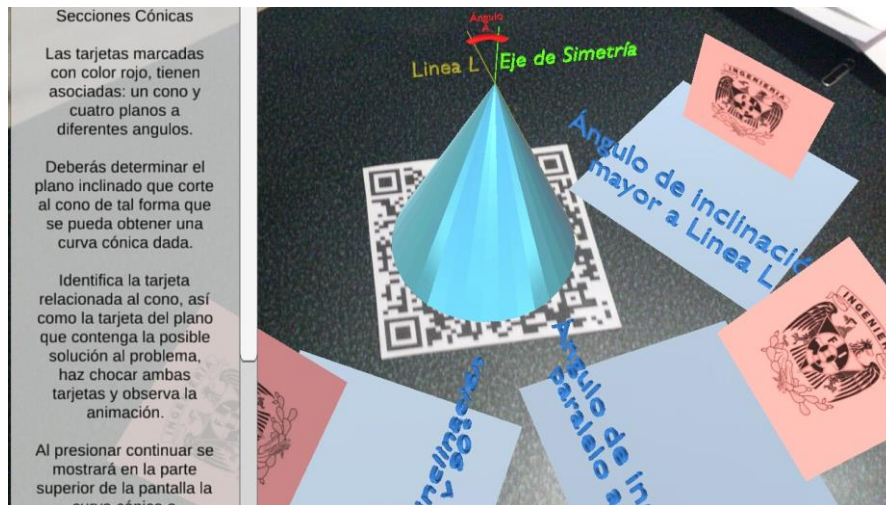 Secciones Cónicas
Las tarjetas marcadas
con color rojo, tienen
asociadas: un cono y
cuatro planos a
diferentes angulos.
Deberás determinar el
plano inclinado que corte
al cono de tal forma que
se pueda obtener una
curva cónica dada.
Identifica la tarjeta
relacionada al cono, así
como la tarjeta del plano
que contenga la posible
solución al problema,
haz chocar ambas
tarjetas y observa la
animación.
Al presionar continuar se
mostrará en la parte
superior de la pantalla la
Angulo
A
Linea L
Eje de Simetría
INGENIERIA
Ángulo de inclinació
mayor a Linea L
INGENIERIA
Ángulo de in
paralelo a
y 90°